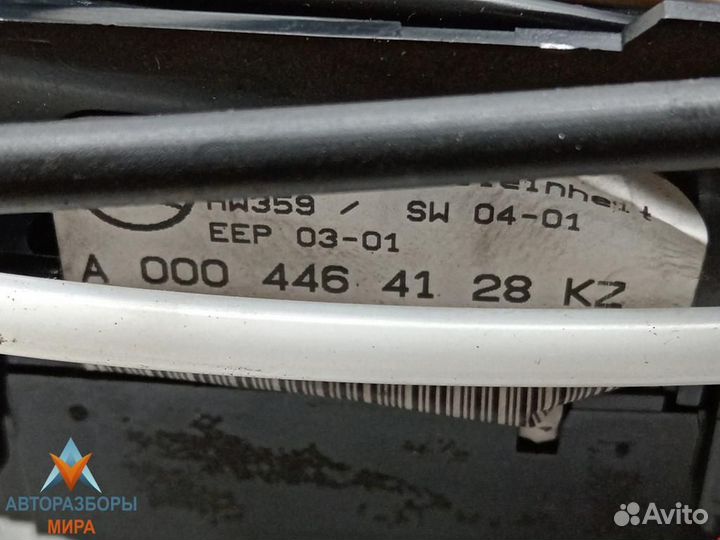 HW359 / SW 04-01
EEP 03-01
A 000 446 41 28 KZ
АВТОРАЗБОРЫ
МИРА
Avito